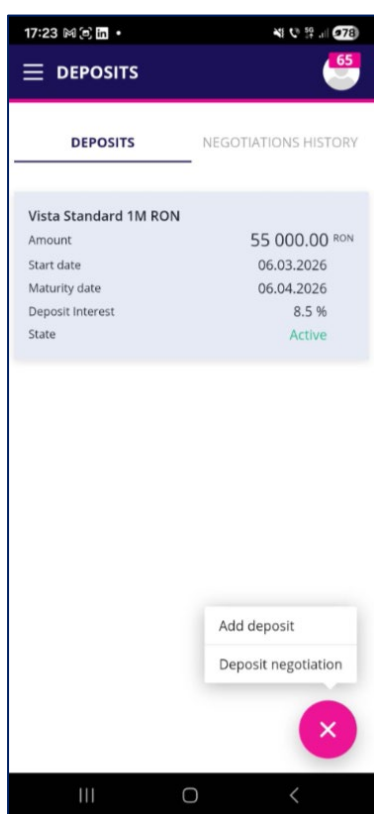 17:23
78
65
DEPOSITS
DEPOSITS NEGOTIATIONS HISTORY
Vista Standard 1M RON
Amount 55 000.00 RON
Start date 06.03.2026
Maturity date 06.04.2026
Deposit Interest 8.5 %
State Active
Add deposit
Deposit negotiation